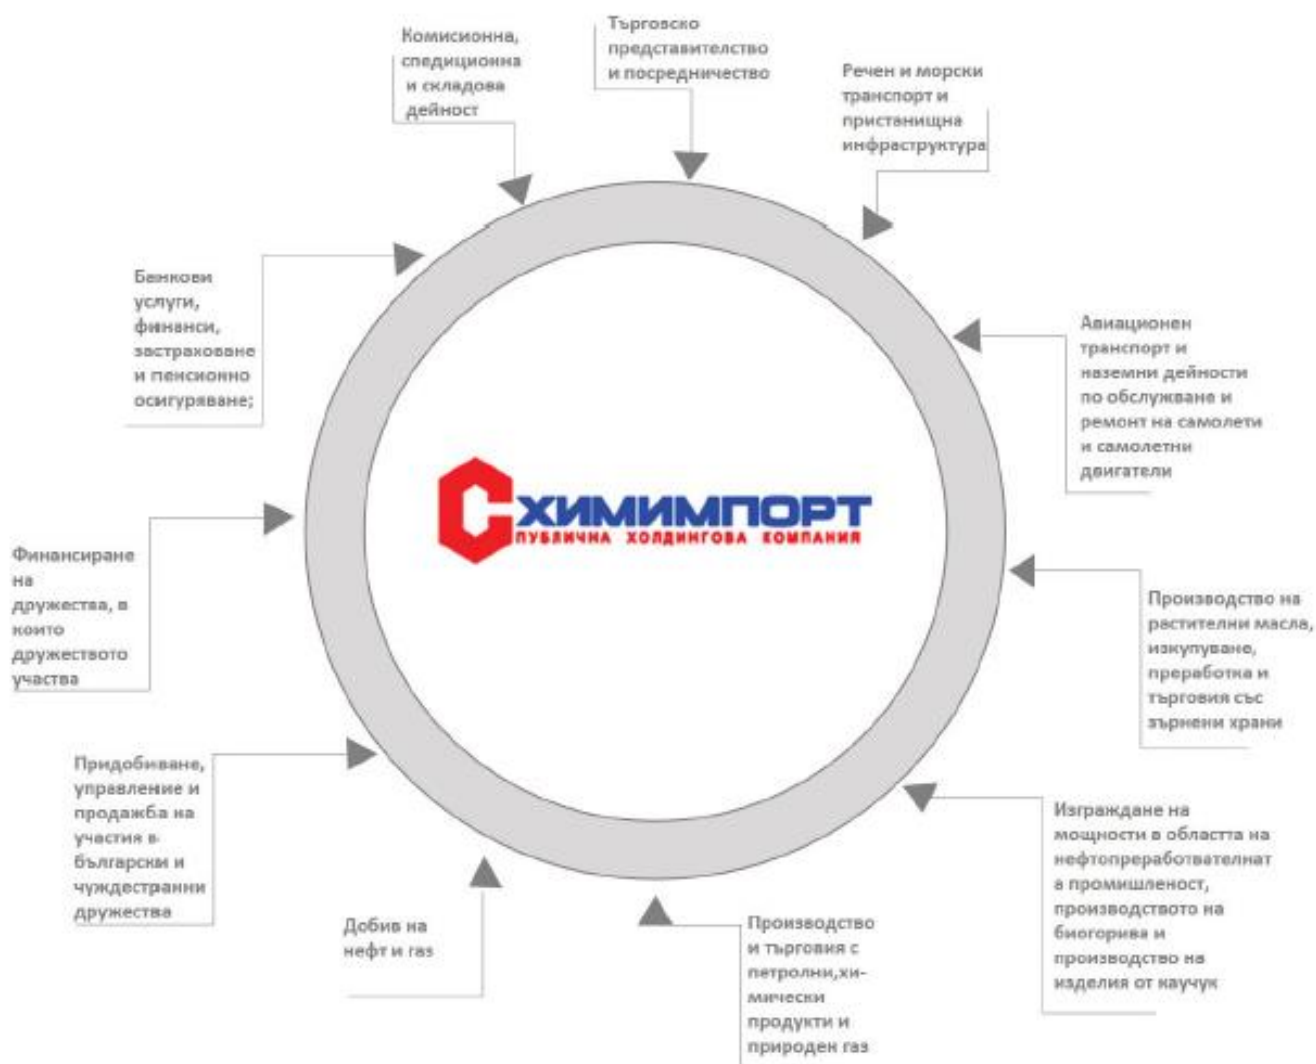 Комисионна,
спедиционна
и складова
дейност
Търговско
представителство
и посредничество
Речен и морски
транспорт и
пристанищна
инфраструктура
Авиационен
транспорт и
наземни дейности
по обслужване и
ремонт на самолети
и самолетни
двигатели
Производство на
растителни масла,
изкупуване,
преработка и
търговия със
зърнени храни
Изграждане на
мощности в областта на
нефтопреработвателнат
а промишленост,
производството на
биогорива и
производство на
изделия от каучук
Производство
и търговия с
петролни,хи-
мически
продукти и
природен газ
Добив на
нефт и газ
Придобиване,
управление и
продажба на
участия в
български и
чуждестранни
дружества
Финансиране
на
дружества, в
които
дружеството
участва
Банкови
услуги,
финанси,
застраховане
и пенсионно
осигуряване;
ХИМИМПОРТ
ПУБЛИЧНА ХОЛДИНГОВА КОМПАНИЯ